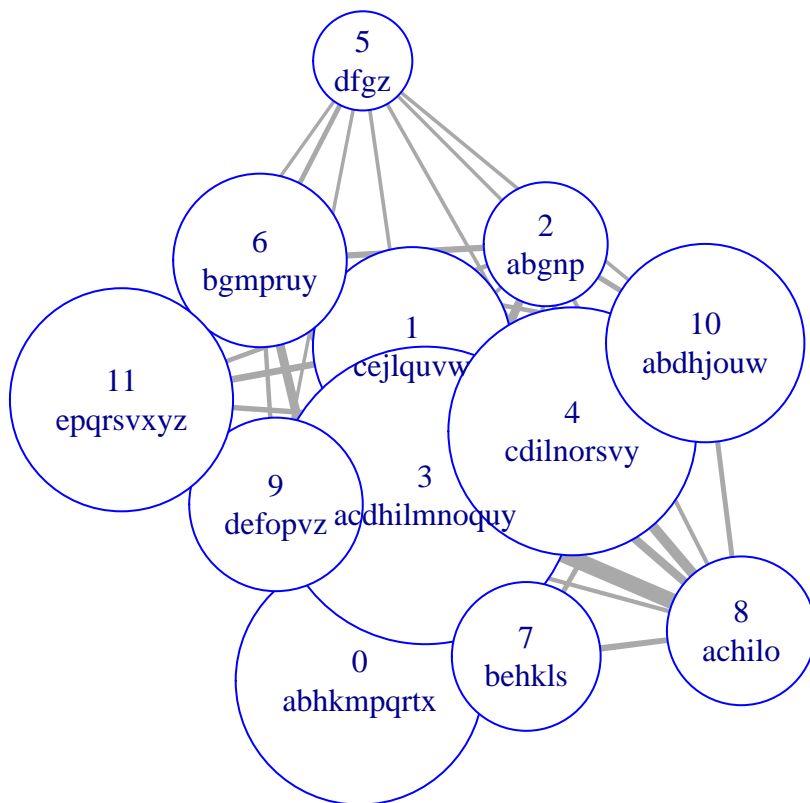 5
dfgz
2
abgnp
6
bgmpruy
10
abdhjouw
1
cejlquvw
11
epqrsvxyz
4
cdilnorsvy
3
acdhilmnoquy
9
defopvz
8
achilo
7
behkls
0
abhkmpqrtx